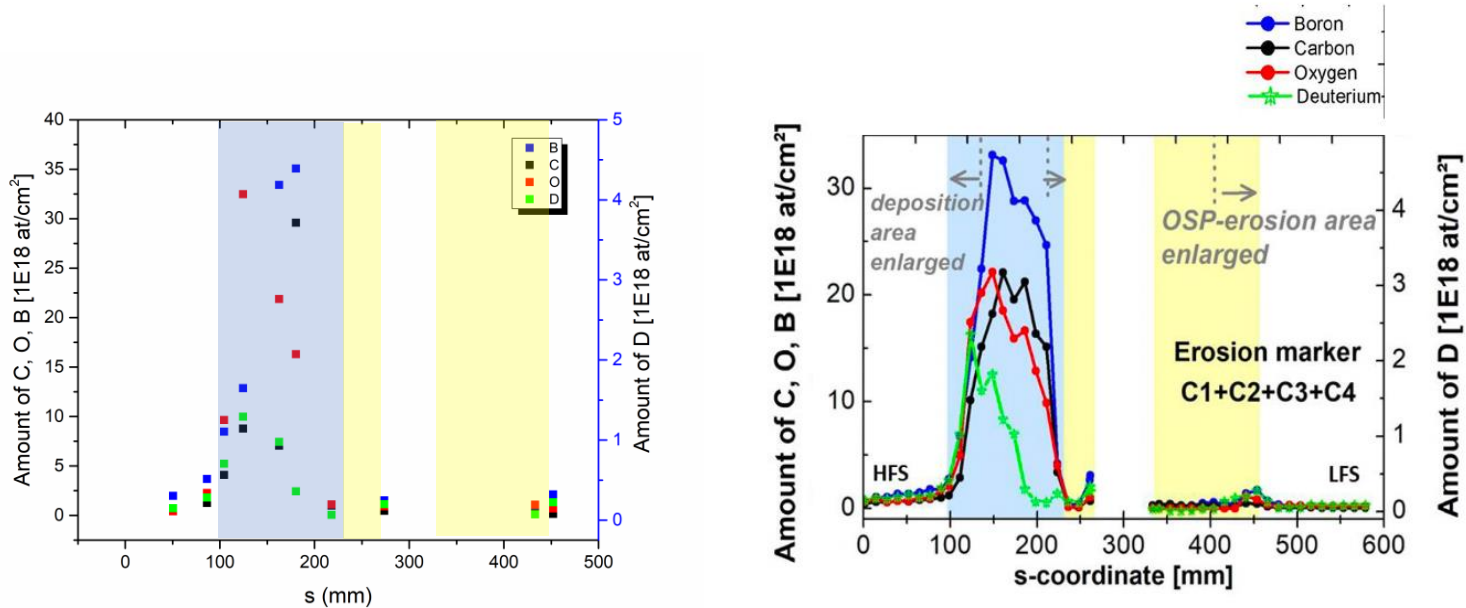 40
35
30
25
20
15
10
5
0
Amount of C, O, B [1E18 at/cm²]
5
4
3
2
1
0
Amount of D [1E18 at/cm²]
B
C
O
D
0 100 200 300 400 500
s (mm)
Boron
Carbon
Oxygen
Deuterium
30
20
10
0
Amount of C, O, B [1E18 at/cm²]
deposition
area
enlarged
OSP-erosion area
enlarged
Erosion marker
C1+C2+C3+C4
HFS
LFS
4
3
2
1
0
Amount of D [1E18 at/cm²]
0 100 200 300 400 500 600
s-coordinate [mm]